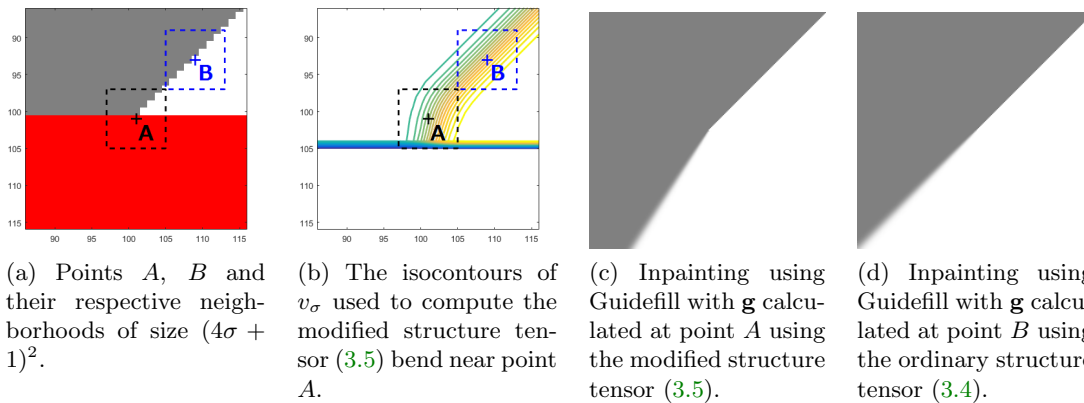 90
95
100
105
110
115
90 95 100 105 110 115
A
B
90
95
100
105
110
115
90 95 100 105 110 115
A
B
(a) Points A, B and
their respective neigh-
borhoods of size (4σ +
1)².
(b) The isocontours of
vσ used to compute the
modified structure ten-
sor (3.5) bend near point
A.
(c) Inpainting using
Guidefill with g calcu-
lated at point A using
the modified structure
tensor (3.5).
(d) Inpainting using
Guidefill with g calcu-
lated at point B using
the ordinary structure
tensor (3.4).